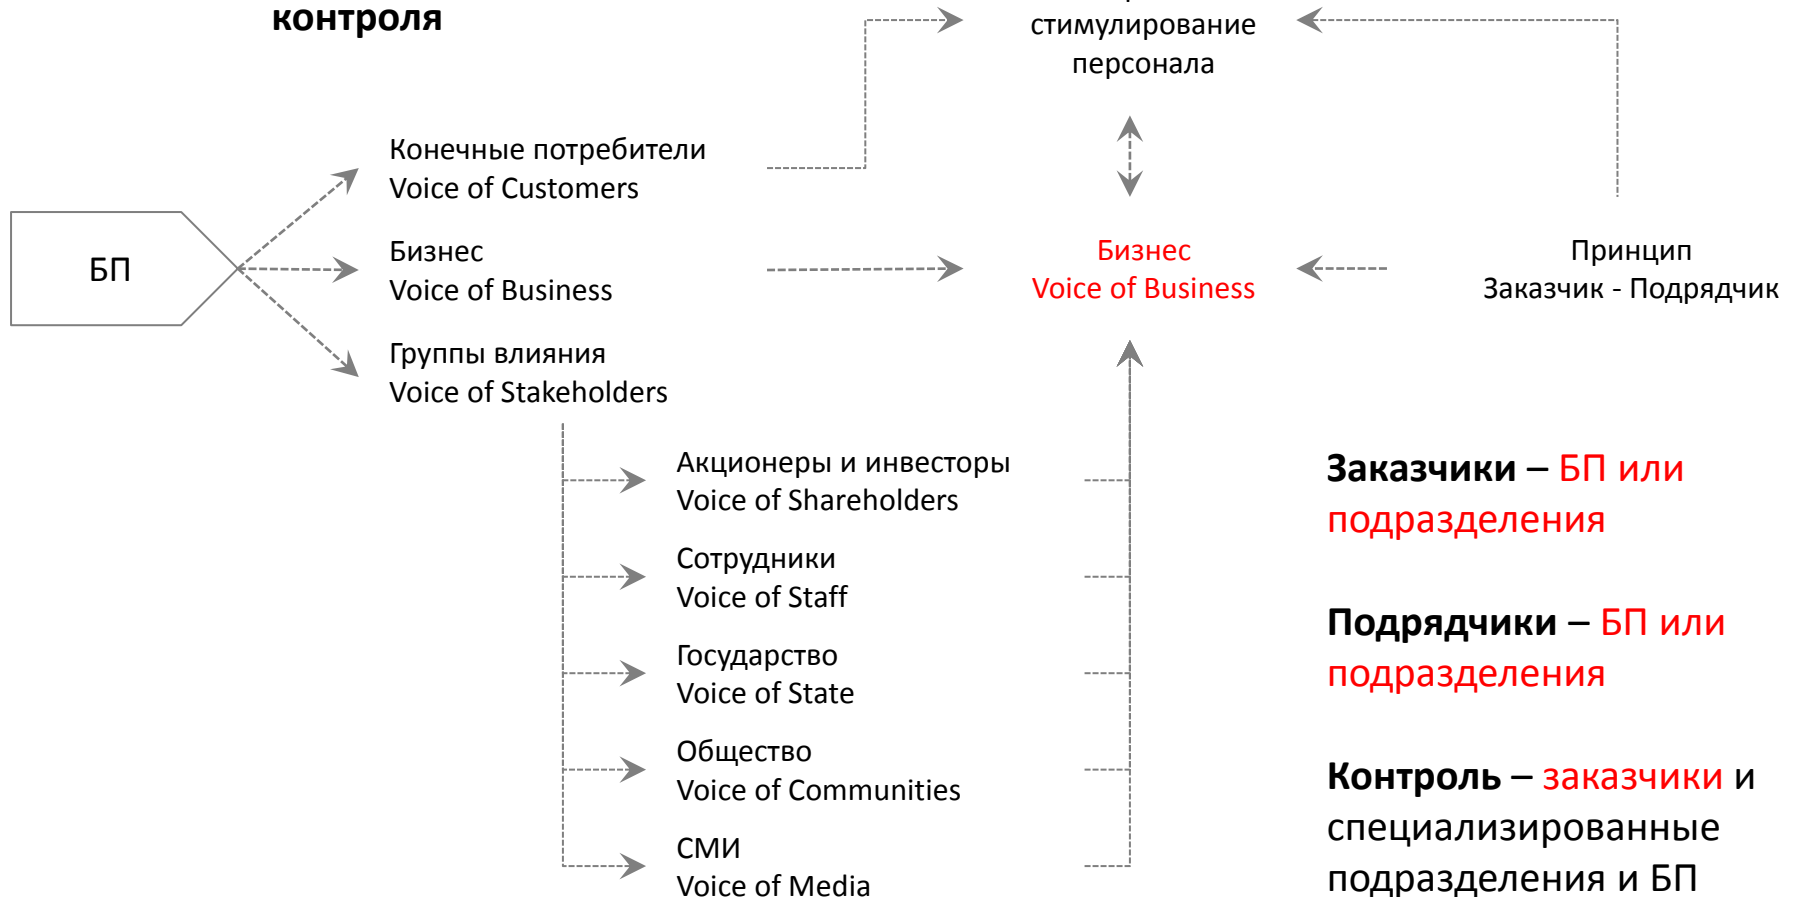 контроля
стимулирование
персонала
Конечные потребители
Voice of Customers
БП
Бизнес
Voice of Business
Группы влияния
Voice of Stakeholders
Бизнес
Voice of Business
Принцип
Заказчик - Подрядчик
Акционеры и инвесторы
Voice of Shareholders
Сотрудники
Voice of Staff
Государство
Voice of State
Общество
Voice of Communities
СМИ
Voice of Media
Заказчики – БП или
подразделения
Подрядчики – БП или
подразделения
Контроль – заказчики и
специализированные
подразделения и БП